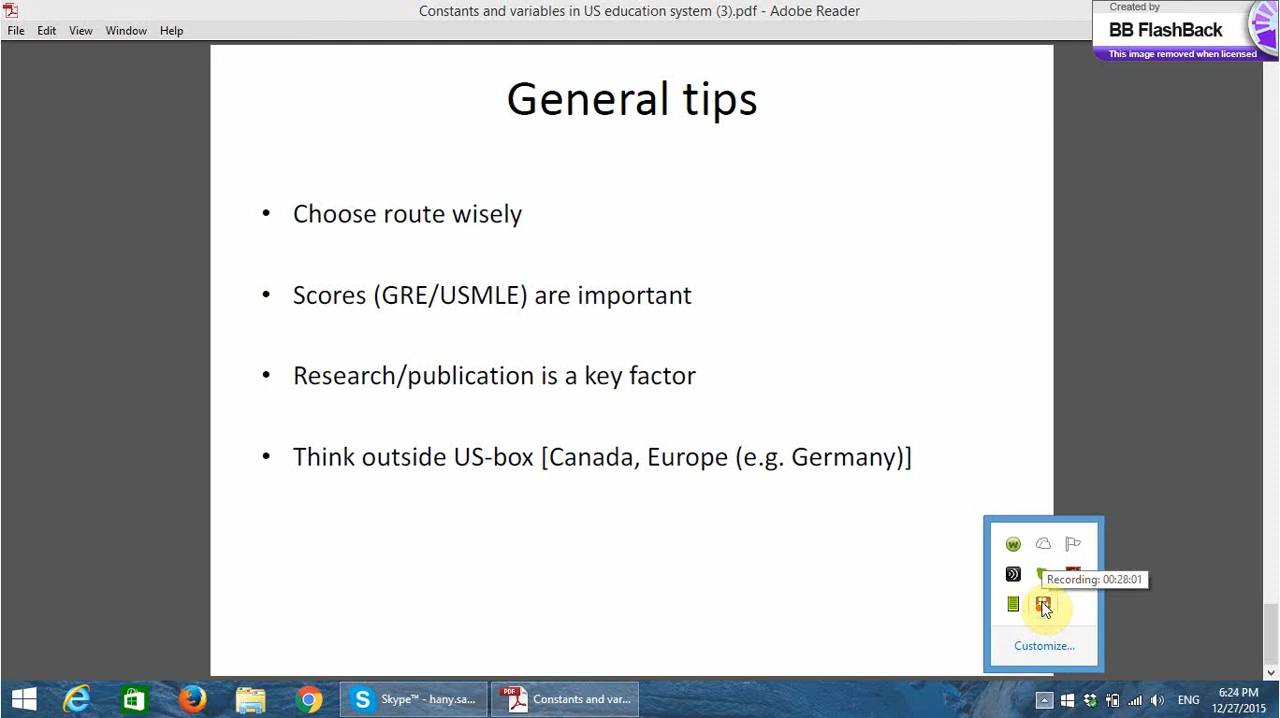 Constants and variables in US education system (3).pdf - Adobe Reader
Created by
BB FlashBack
This image removed when licensed
File Edit View Window Help
General tips
• Choose route wisely
• Scores (GRE/USMLE) are important
• Research/publication is a key factor
• Think outside US-box [Canada, Europe (e.g. Germany)]
Recording: 00:28:01
Customize...
Skype™ - hany.sa...
PDF
Constants and var...
ENG
6:24 PM
12/27/2015